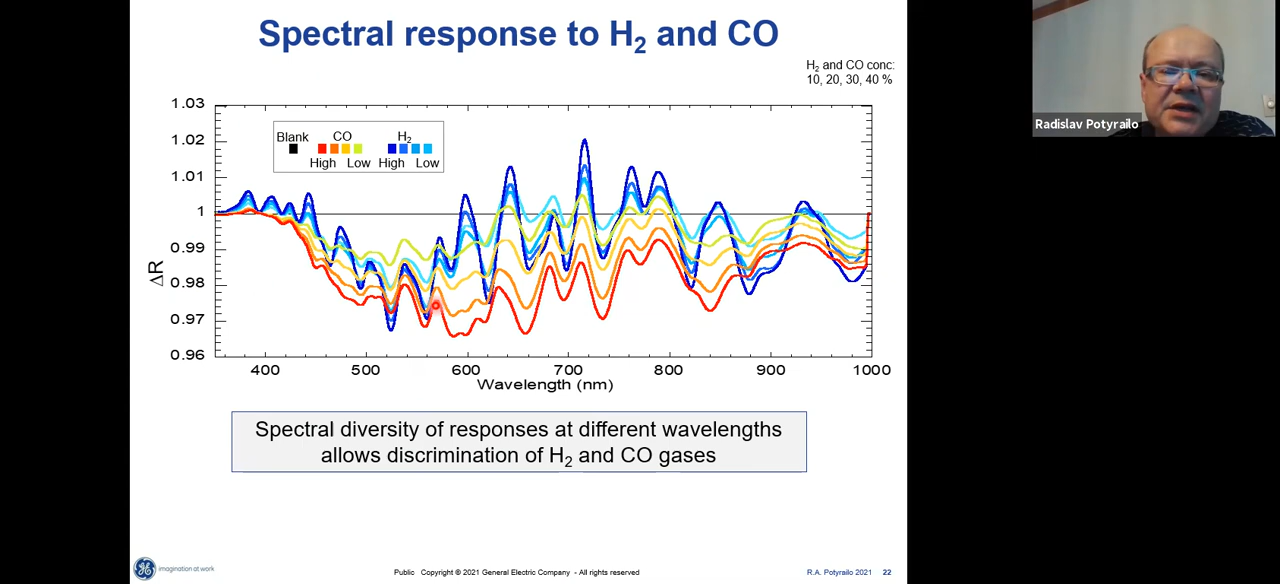 Spectral response to H2 and CO
H2 and CO conc:
10, 20, 30, 40 %
Radislav Potyrailo
1.03
1.02
1.01
1
0.99
0.98
0.97
0.96
ΔR
Blank CO H2
High Low High Low
400 500 600 700 800 900 1000
Wavelength (nm)
Spectral diversity of responses at different wavelengths
allows discrimination of H2 and CO gases
imagination at work
Public Copyright © 2021 General Electric Company - All rights reserved
R.A. Potyrailo 2021 22